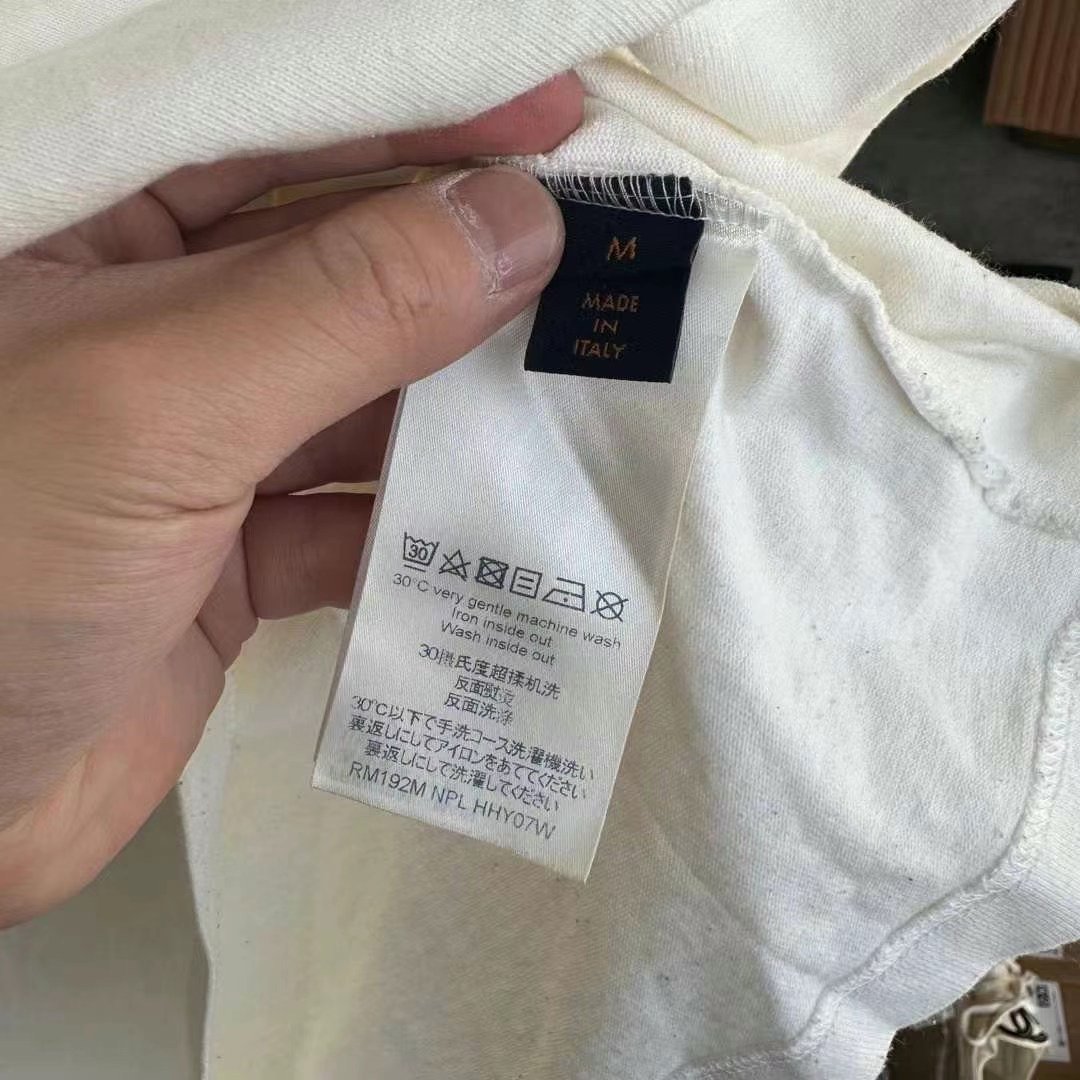 M
MADE
IN
ITALY
30
30°C very gentle machine wash
Iron inside out
Wash inside out
30摄氏度超揉机洗
反面熨烫
反面洗涤
30℃以下で手洗コース洗濯機洗い
裏返しにしてアイロンをあててください
裏返しにして洗濯してください
RM192M NPL HHY07W